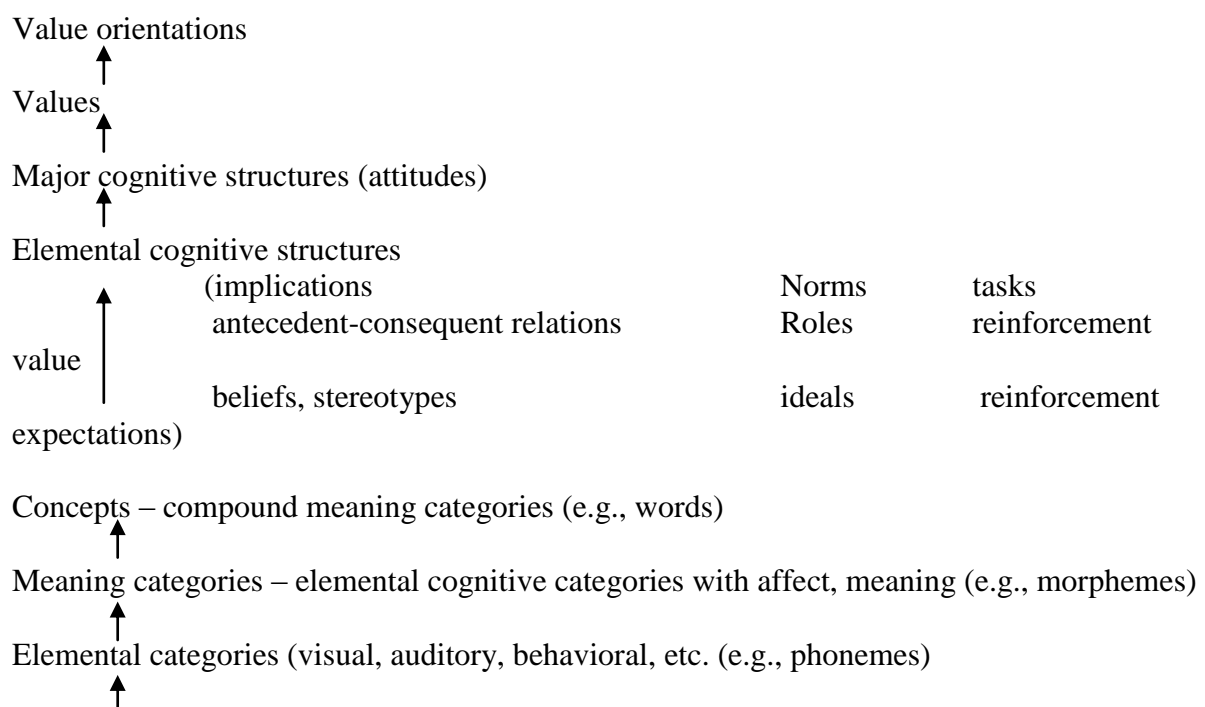 Value orientations
Values
Major cognitive structures (attitudes)
Elemental cognitive structures
(implications Norms tasks
antecedent-consequent relations Roles reinforcement
value
beliefs, stereotypes ideals reinforcement
expectations)
Concepts – compound meaning categories (e.g., words)
Meaning categories – elemental cognitive categories with affect, meaning (e.g., morphemes)
Elemental categories (visual, auditory, behavioral, etc. (e.g., phonemes)